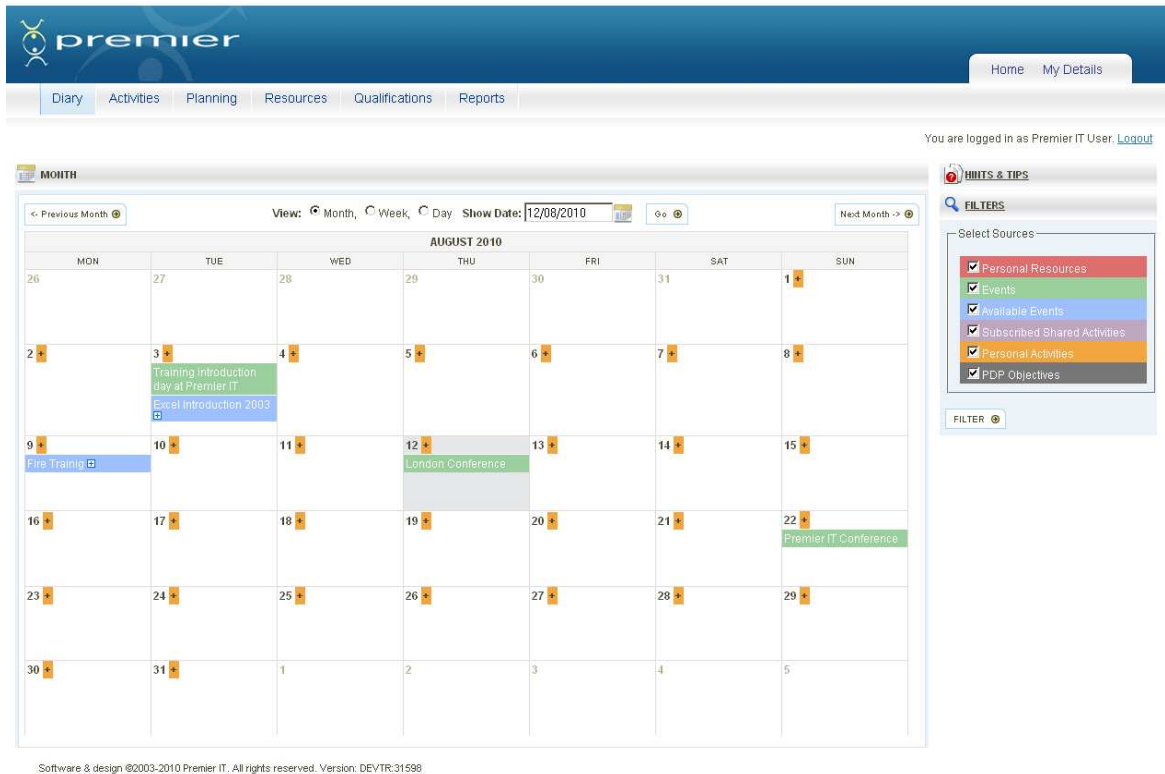 premier
Home My Details
Diary Activities Planning Resources Qualifications Reports
You are logged in as Premier IT User. Logout
MONTH
HINTS & TIPS
<- Previous Month View: Month, Week, Day Show Date: 12/08/2010 Go Next Month ->
FILTERS
Select Sources
Personal Resources
Events
Available Events
Subscribed Shared Activities
Personal Activities
PDP Objectives
FILTER
AUGUST 2010
MON TUE WED THU FRI SAT SUN
26 27 28 29 30 31 1 +
2 + 3 + 4 + 5 + 6 + 7 + 8 +
Training introduction
day at Premier IT
Excel Introduction 2003
9 + 10 + 11 + 12 + 13 + 14 + 15 +
Fire Trainig London Conference
16 + 17 + 18 + 19 + 20 + 21 + 22 +
Premier IT Conference
23 + 24 + 25 + 26 + 27 + 28 + 29 +
30 + 31 + 1 2 3 4 5
Software & design ©2003-2010 Premier IT. All rights reserved. Version: DEVTR:31598